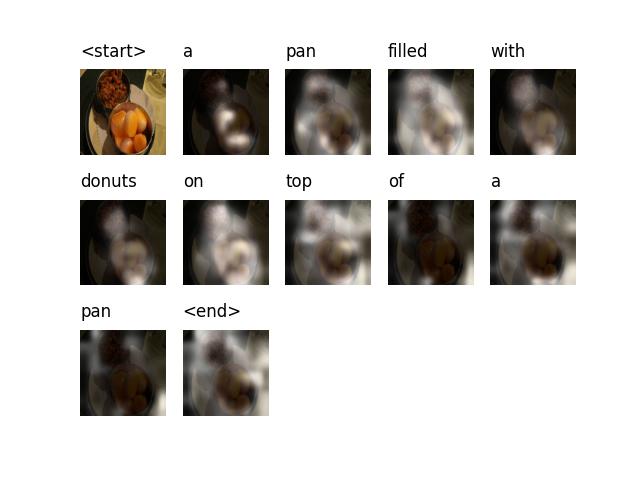 <start> a pan filled with
donuts on top of a
pan <end>